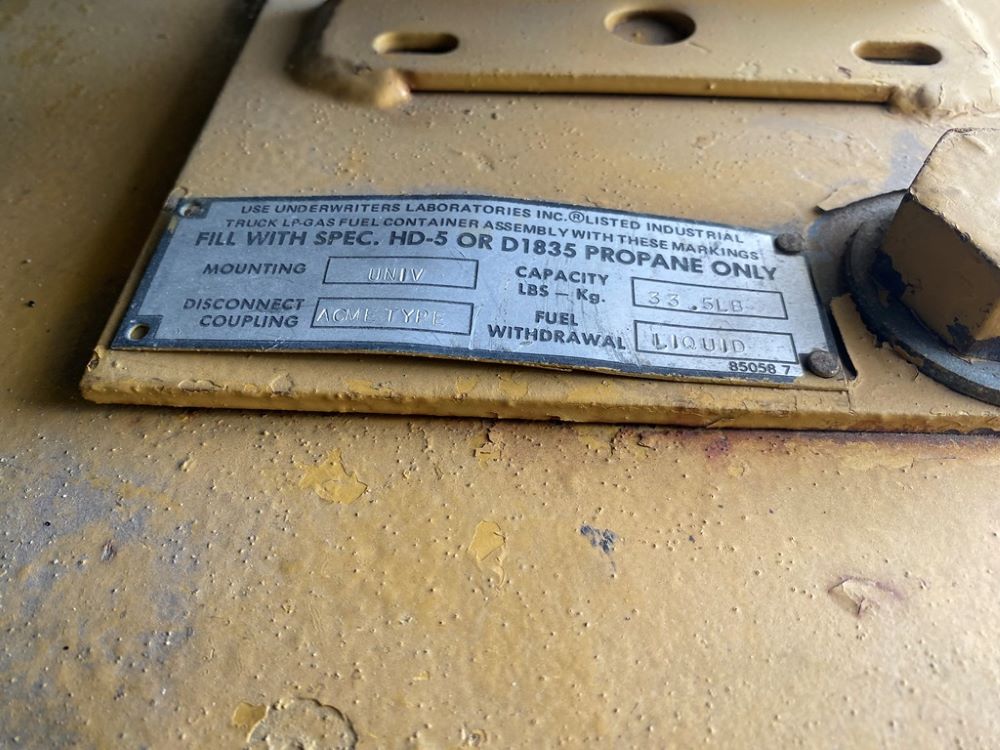 USE UNDERWRITERS LABORATORIES INC.® LISTED INDUSTRIAL
TRUCK LP-GAS FUEL CONTAINER ASSEMBLY WITH THESE MARKINGS
FILL WITH SPEC. HD-5 OR D1835 PROPANE ONLY
MOUNTING UNIV
CAPACITY
LBS - Kg. 33.5LB
DISCONNECT
COUPLING ACME TYPE
FUEL
WITHDRAWAL LIQUID
85058 7